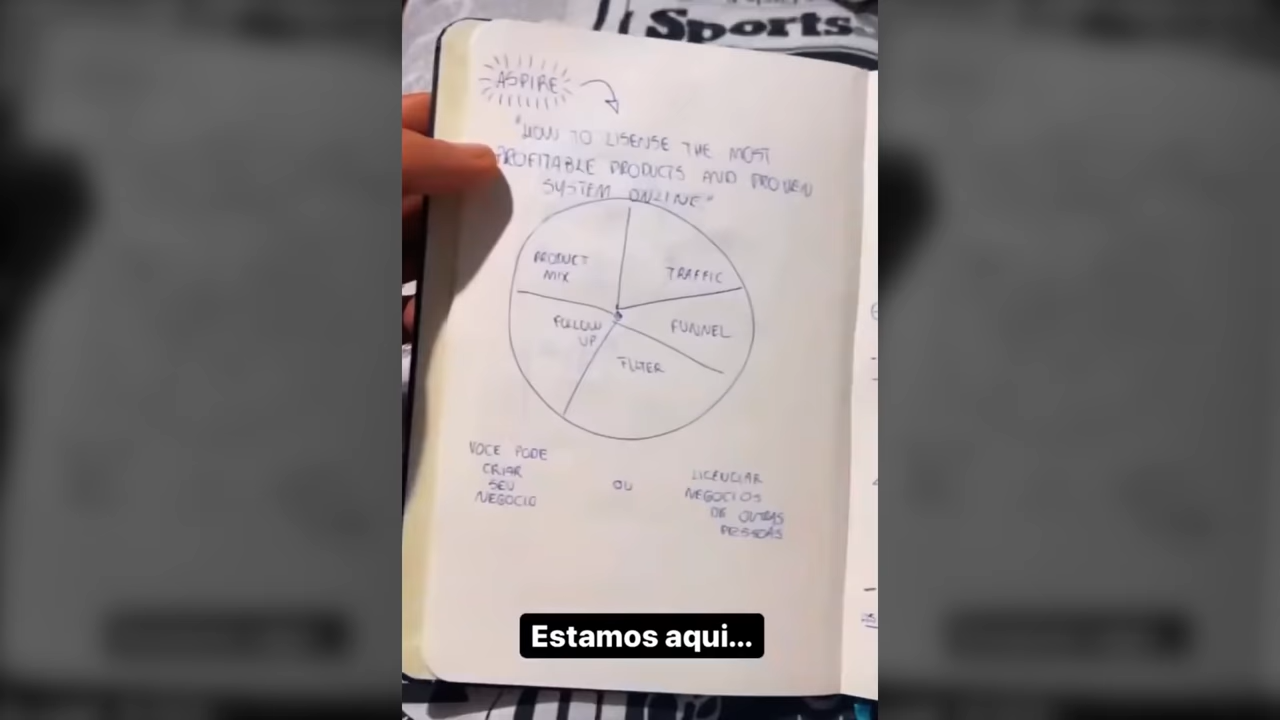 Sports
ASPIRE
"HOW TO LISENSE THE MOST
PROFITABLE PRODUCTS AND PROVEN
SYSTEM ONLINE"
PRODUCT
MIX
TRAFFIC
FOLLOW
UP
FUNNEL
FILTER
VOCE PODE
CRIAR
SEU
NEGOCIO
OU
LICENCIAR
NEGOCIOS
DE OUTRAS
PESSOAS
Estamos aqui...